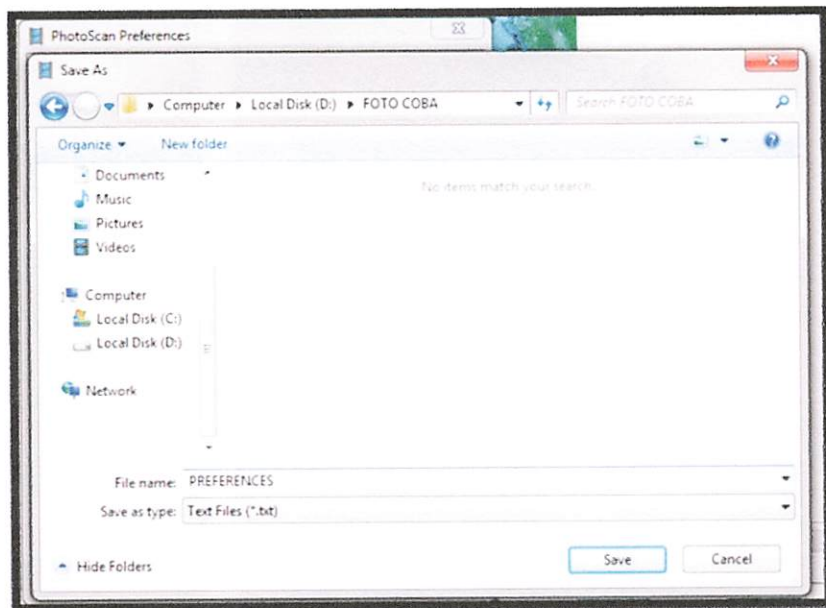 PhotoScan Preferences
Save As
Computer Local Disk (D:) FOTO COBA
Search FOTO COBA
Organize New folder
Documents
No items match your search.
Music
Pictures
Videos
Computer
Local Disk (C:)
Local Disk (D:)
Network
File name: PREFERENCES
Save as type: Text Files (*.txt)
Hide Folders
Save Cancel